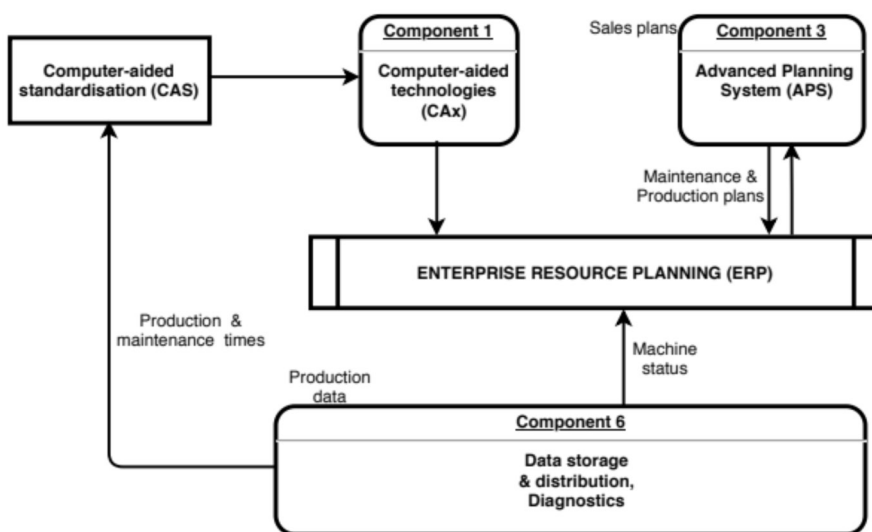 Component 1
Sales plans
Component 3
Computer-aided
standardisation (CAS)
Computer-aided
technologies
(CAx)
Advanced Planning
System (APS)
Maintenance &
Production plans
ENTERPRISE RESOURCE PLANNING (ERP)
Production &
maintenance times
Machine
status
Production
data
Component 6
Data storage
& distribution,
Diagnostics